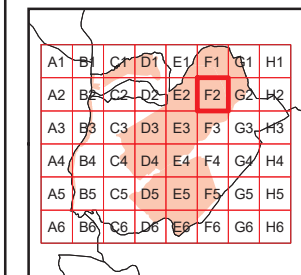 A1 B1 C1 D1 E1 F1 G1 H1
A2 B2 C2 D2 E2 F2 G2 H2
A3 B3 C3 D3 E3 F3 G3 H3
A4 B4 C4 D4 E4 F4 G4 H4
A5 B5 C5 D5 E5 F5 G5 H5
A6 B6 C6 D6 E6 F6 G6 H6